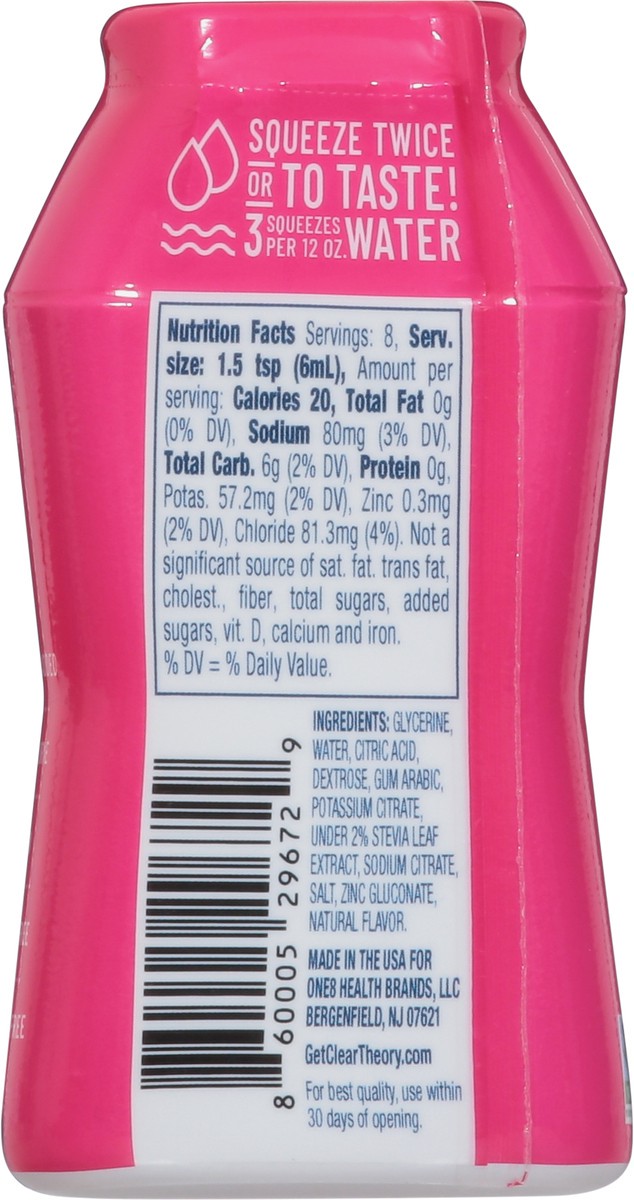 SQUEEZE TWICE
OR TO TASTE!
3 SQUEEZES PER 12 OZ. WATER
Nutrition Facts Servings: 8, Serv.
size: 1.5 tsp (6mL), Amount per
serving: Calories 20, Total Fat 0g
(0% DV), Sodium 80mg (3% DV),
Total Carb. 6g (2% DV), Protein 0g,
Potas. 57.2mg (2% DV), Zinc 0.3mg
(2% DV), Chloride 81.3mg (4%). Not a
significant source of sat. fat. trans fat,
cholest., fiber, total sugars, added
sugars, vit. D, calcium and iron.
% DV = % Daily Value.
INGREDIENTS: GLYCERINE,
WATER, CITRIC ACID,
DEXTROSE, GUM ARABIC,
POTASSIUM CITRATE,
UNDER 2% STEVIA LEAF
EXTRACT, SODIUM CITRATE,
SALT, ZINC GLUCONATE,
NATURAL FLAVOR.
MADE IN THE USA FOR
ONE8 HEALTH BRANDS, LLC
BERGENFIELD, NJ 07621
GetClearTheory.com
For best quality, use within
30 days of opening.
8 60005 29672 9